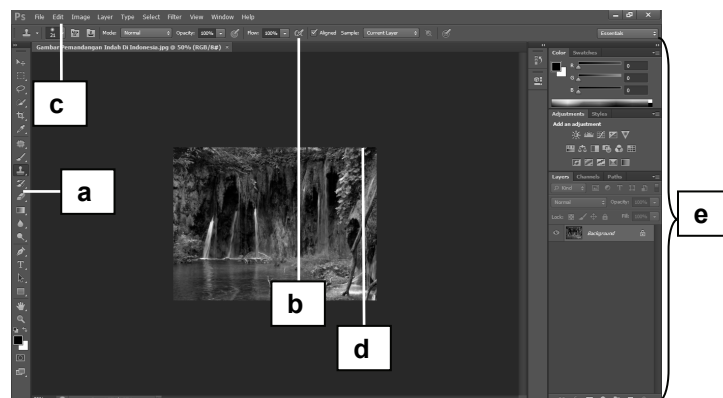 Ps File Edit Image Layer Type Select Filter View Window Help
21 Mode: Normal Opacity: 100% Flow: 100% Aligned Sample: Current Layer Essentials
Gambar Pemandangan Indah Di Indonesia.jpg @ 50% (RGB/8#) ×
Color Swatches
R 0
G 0
B 0
Adjustments Styles
Add an adjustment
Layers Channels Paths
Kind
Normal Opacity: 100%
Lock: Fill: 100%
Background
c
a
b
d
e